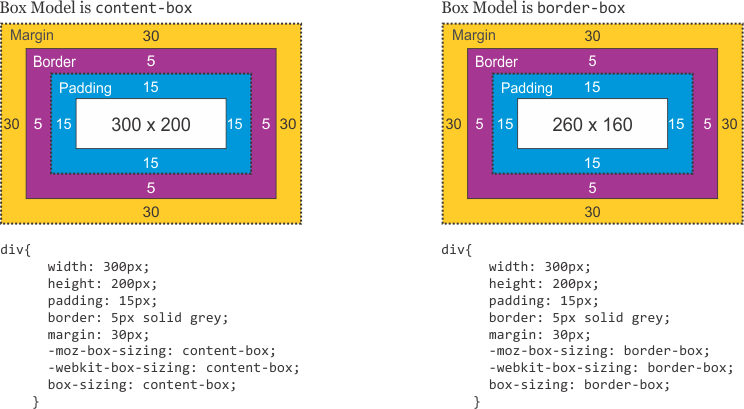 Box Model is content-box
Margin
30
Border
5
Padding
15
30 5 15 300 x 200 15 5 30
15
5
30
div{
width: 300px;
height: 200px;
padding: 15px;
border: 5px solid grey;
margin: 30px;
-moz-box-sizing: content-box;
-webkit-box-sizing: content-box;
box-sizing: content-box;
}
Box Model is border-box
Margin
30
Border
5
Padding
15
30 5 15 260 x 160 15 5 30
15
5
30
div{
width: 300px;
height: 200px;
padding: 15px;
border: 5px solid grey;
margin: 30px;
-moz-box-sizing: border-box;
-webkit-box-sizing: border-box;
box-sizing: border-box;
}